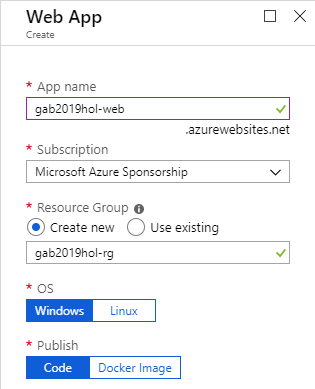 Web App
Create
* App name
gab2019hol-web
.azurewebsites.net
* Subscription
Microsoft Azure Sponsorship
* Resource Group
Create new Use existing
gab2019hol-rg
* OS
Windows Linux
* Publish
Code Docker Image